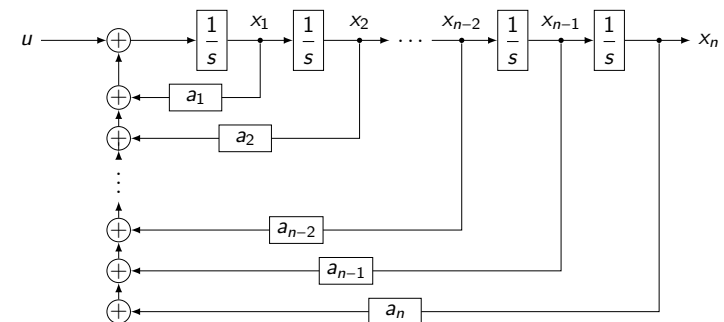 u 1/s x₁ 1/s x₂ ⋯ xₙ₋₂ 1/s xₙ₋₁ 1/s xₙ
a₁
a₂
⋮
aₙ₋₂
aₙ₋₁
aₙ